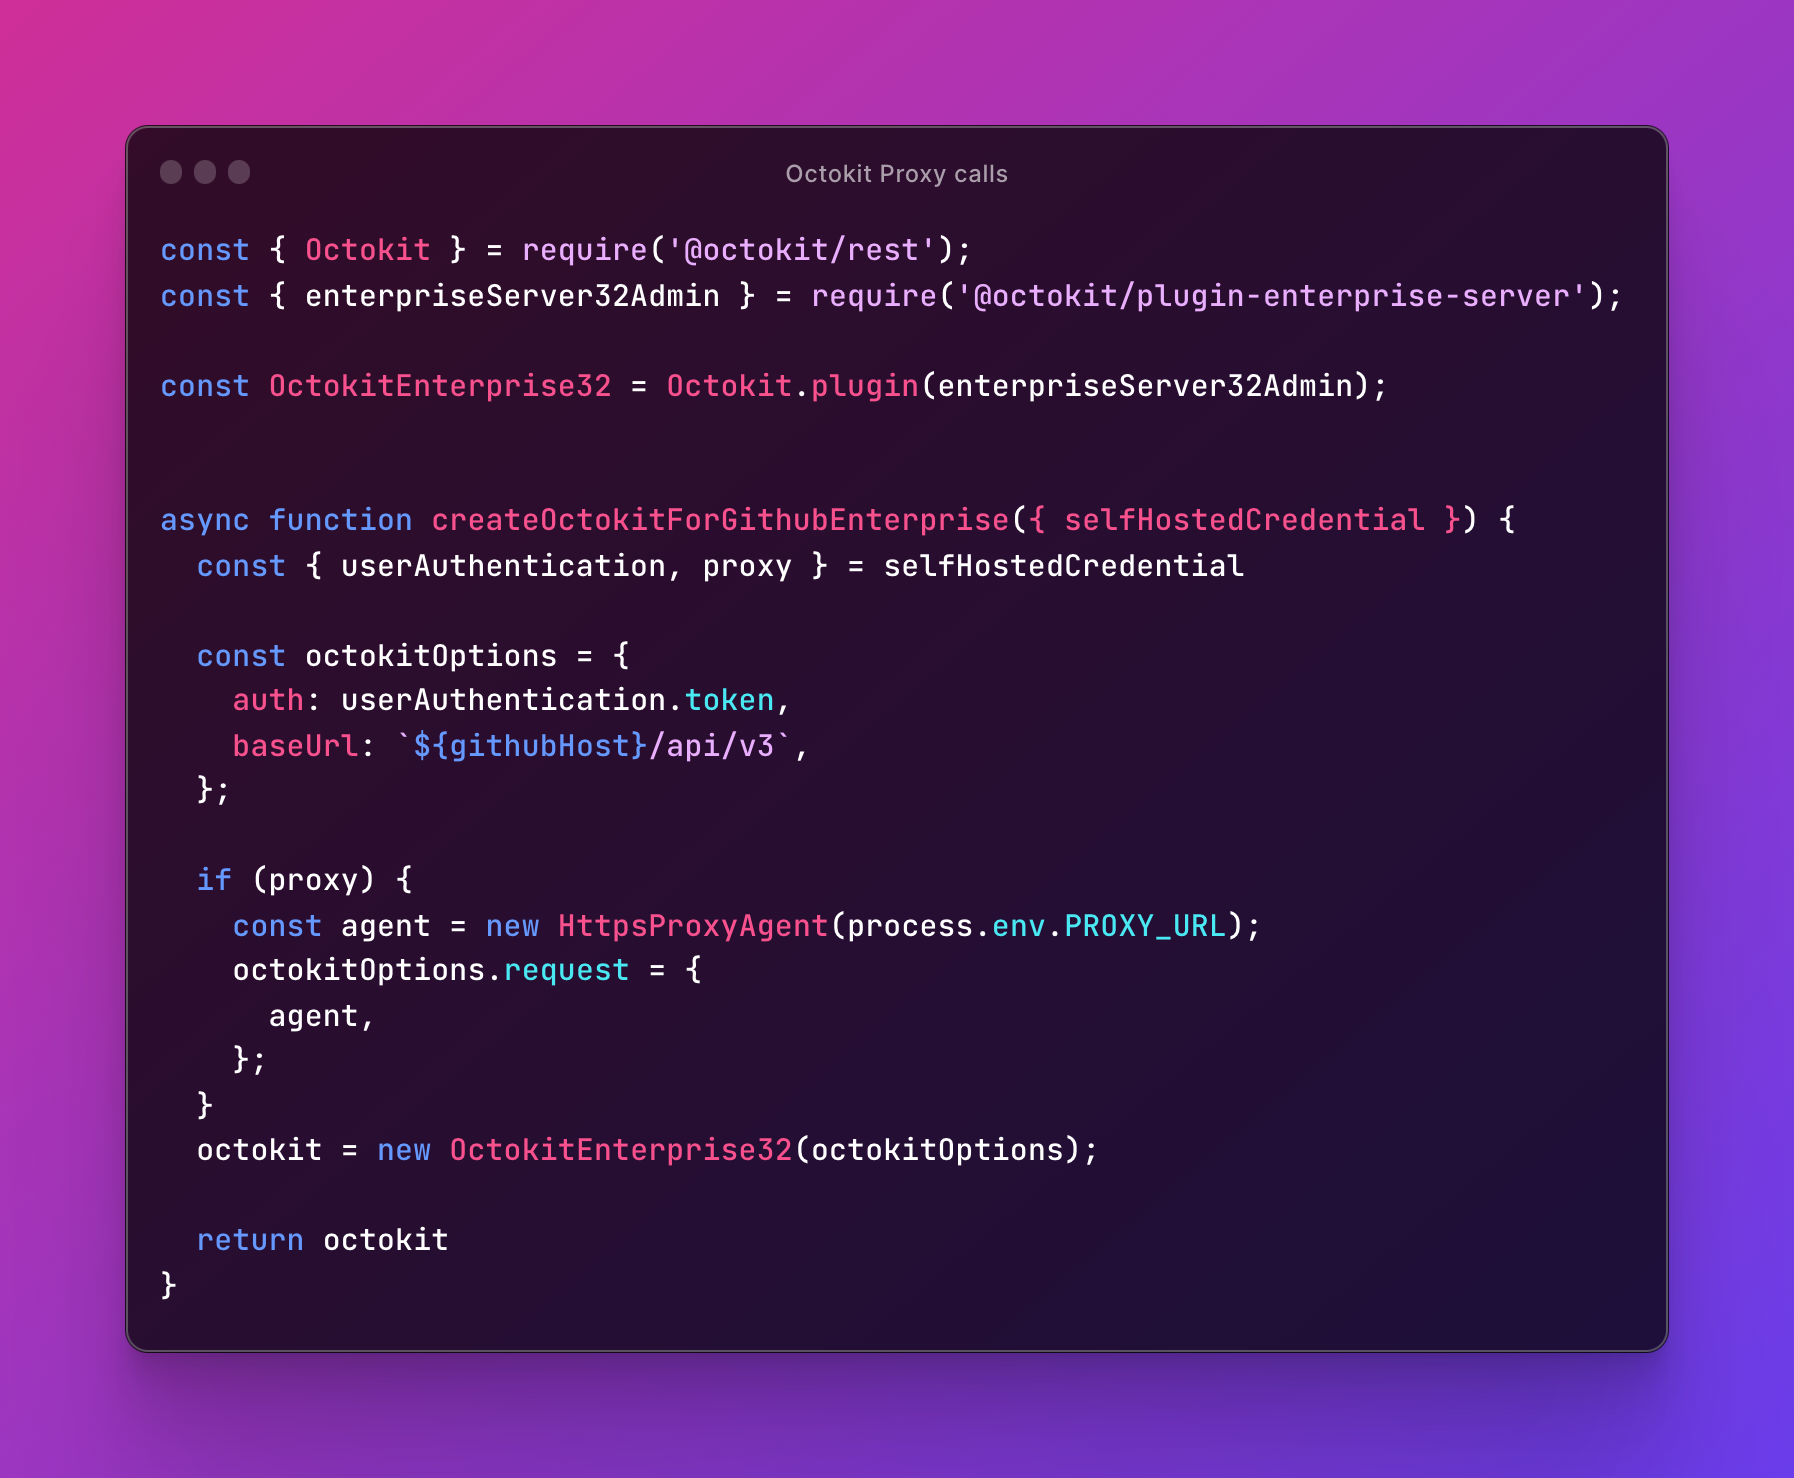 Octokit Proxy calls
const { Octokit } = require('@octokit/rest');
const { enterpriseServer32Admin } = require('@octokit/plugin-enterprise-server');
const OctokitEnterprise32 = Octokit.plugin(enterpriseServer32Admin);
async function createOctokitForGithubEnterprise({ selfHostedCredential }) {
  const { userAuthentication, proxy } = selfHostedCredential
  const octokitOptions = {
    auth: userAuthentication.token,
    baseUrl: `${githubHost}/api/v3`,
  };
  if (proxy) {
    const agent = new HttpsProxyAgent(process.env.PROXY_URL);
    octokitOptions.request = {
      agent,
    };
  }
  octokit = new OctokitEnterprise32(octokitOptions);
  return octokit
}